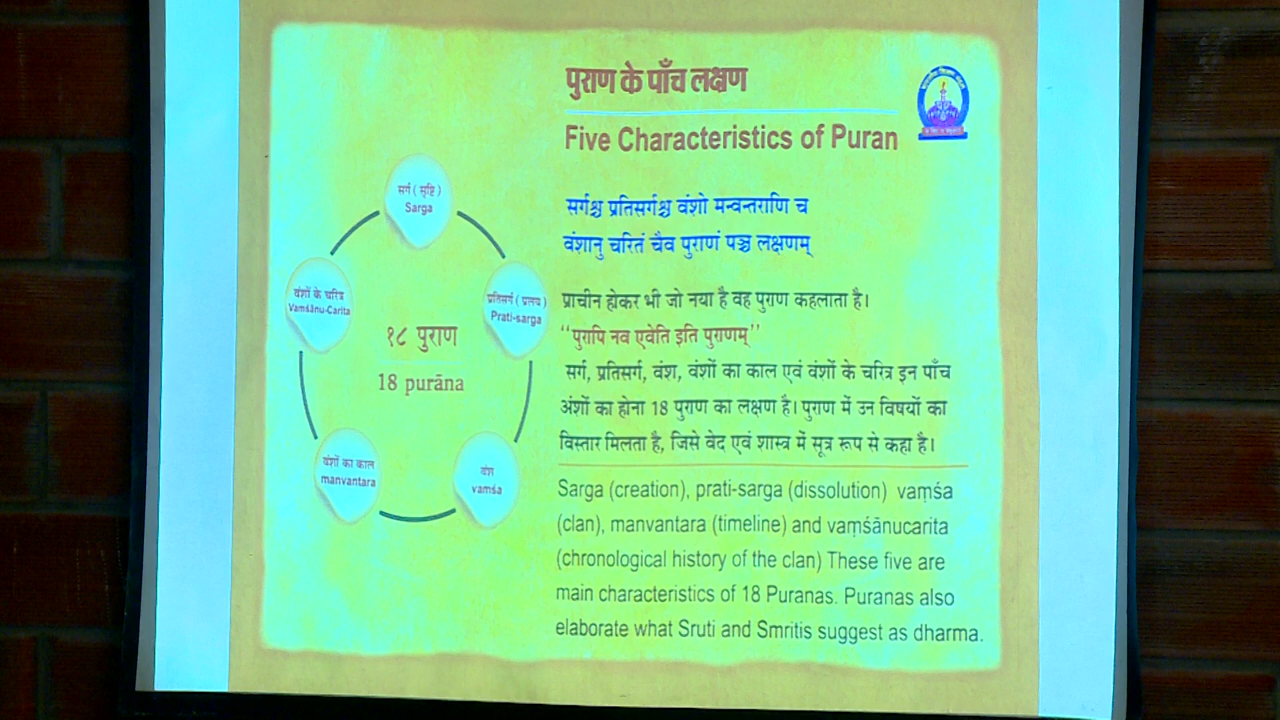 पुराण के पाँच लक्षण
Five Characteristics of Puran
सर्गश्च प्रतिसर्गश्च वंशो मन्वन्तराणि च
वंशानु चरितं चैव पुराणं पञ्च लक्षणम्
प्राचीन होकर भी जो नया है वह पुराण कहलाता है।
“पुरापि नव एवेति इति पुराणम्”
सर्ग, प्रतिसर्ग, वंश, वंशों का काल एवं वंशों के चरित्र इन पाँच
अंशों का होना 18 पुराण का लक्षण है। पुराण में उन विषयों का
विस्तार मिलता है, जिसे वेद एवं शास्त्र में सूत्र रूप से कहा है।
Sarga (creation), prati-sarga (dissolution) vaṃśa
(clan), manvantara (timeline) and vaṃśānucarita
(chronological history of the clan) These five are
main characteristics of 18 Puranas. Puranas also
elaborate what Sruti and Smritis suggest as dharma.
सर्ग ( सृष्टि )
Sarga
प्रतिसर्ग ( प्रलय )
Prati-sarga
वंश
vaṃśa
वंशों का काल
manvantara
वंशों के चरित्र
Vaṃśānu-Carita
१८ पुराण
18 purāna